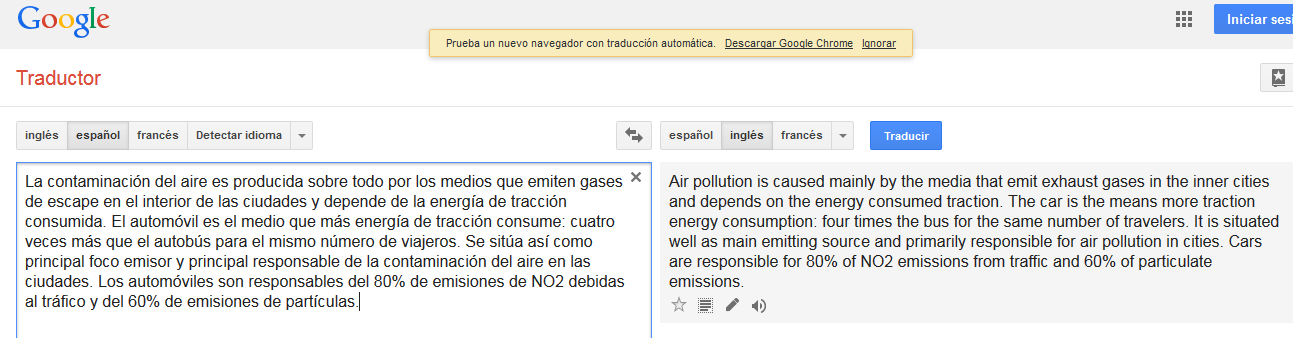 Google
Prueba un nuevo navegador con traducción automática. Descargar Google Chrome Ignorar
Iniciar sesi
Traductor
inglés español francés Detectar idioma
español inglés francés Traducir
La contaminación del aire es producida sobre todo por los medios que emiten gases
de escape en el interior de las ciudades y depende de la energía de tracción
consumida. El automóvil es el medio que más energía de tracción consume: cuatro
veces más que el autobús para el mismo número de viajeros. Se sitúa así como
principal foco emisor y principal responsable de la contaminación del aire en las
ciudades. Los automóviles son responsables del 80% de emisiones de NO2 debidas
al tráfico y del 60% de emisiones de partículas.
Air pollution is caused mainly by the media that emit exhaust gases in the inner cities
and depends on the energy consumed traction. The car is the means more traction
energy consumption: four times the bus for the same number of travelers. It is situated
well as main emitting source and primarily responsible for air pollution in cities. Cars
are responsible for 80% of NO2 emissions from traffic and 60% of particulate
emissions.